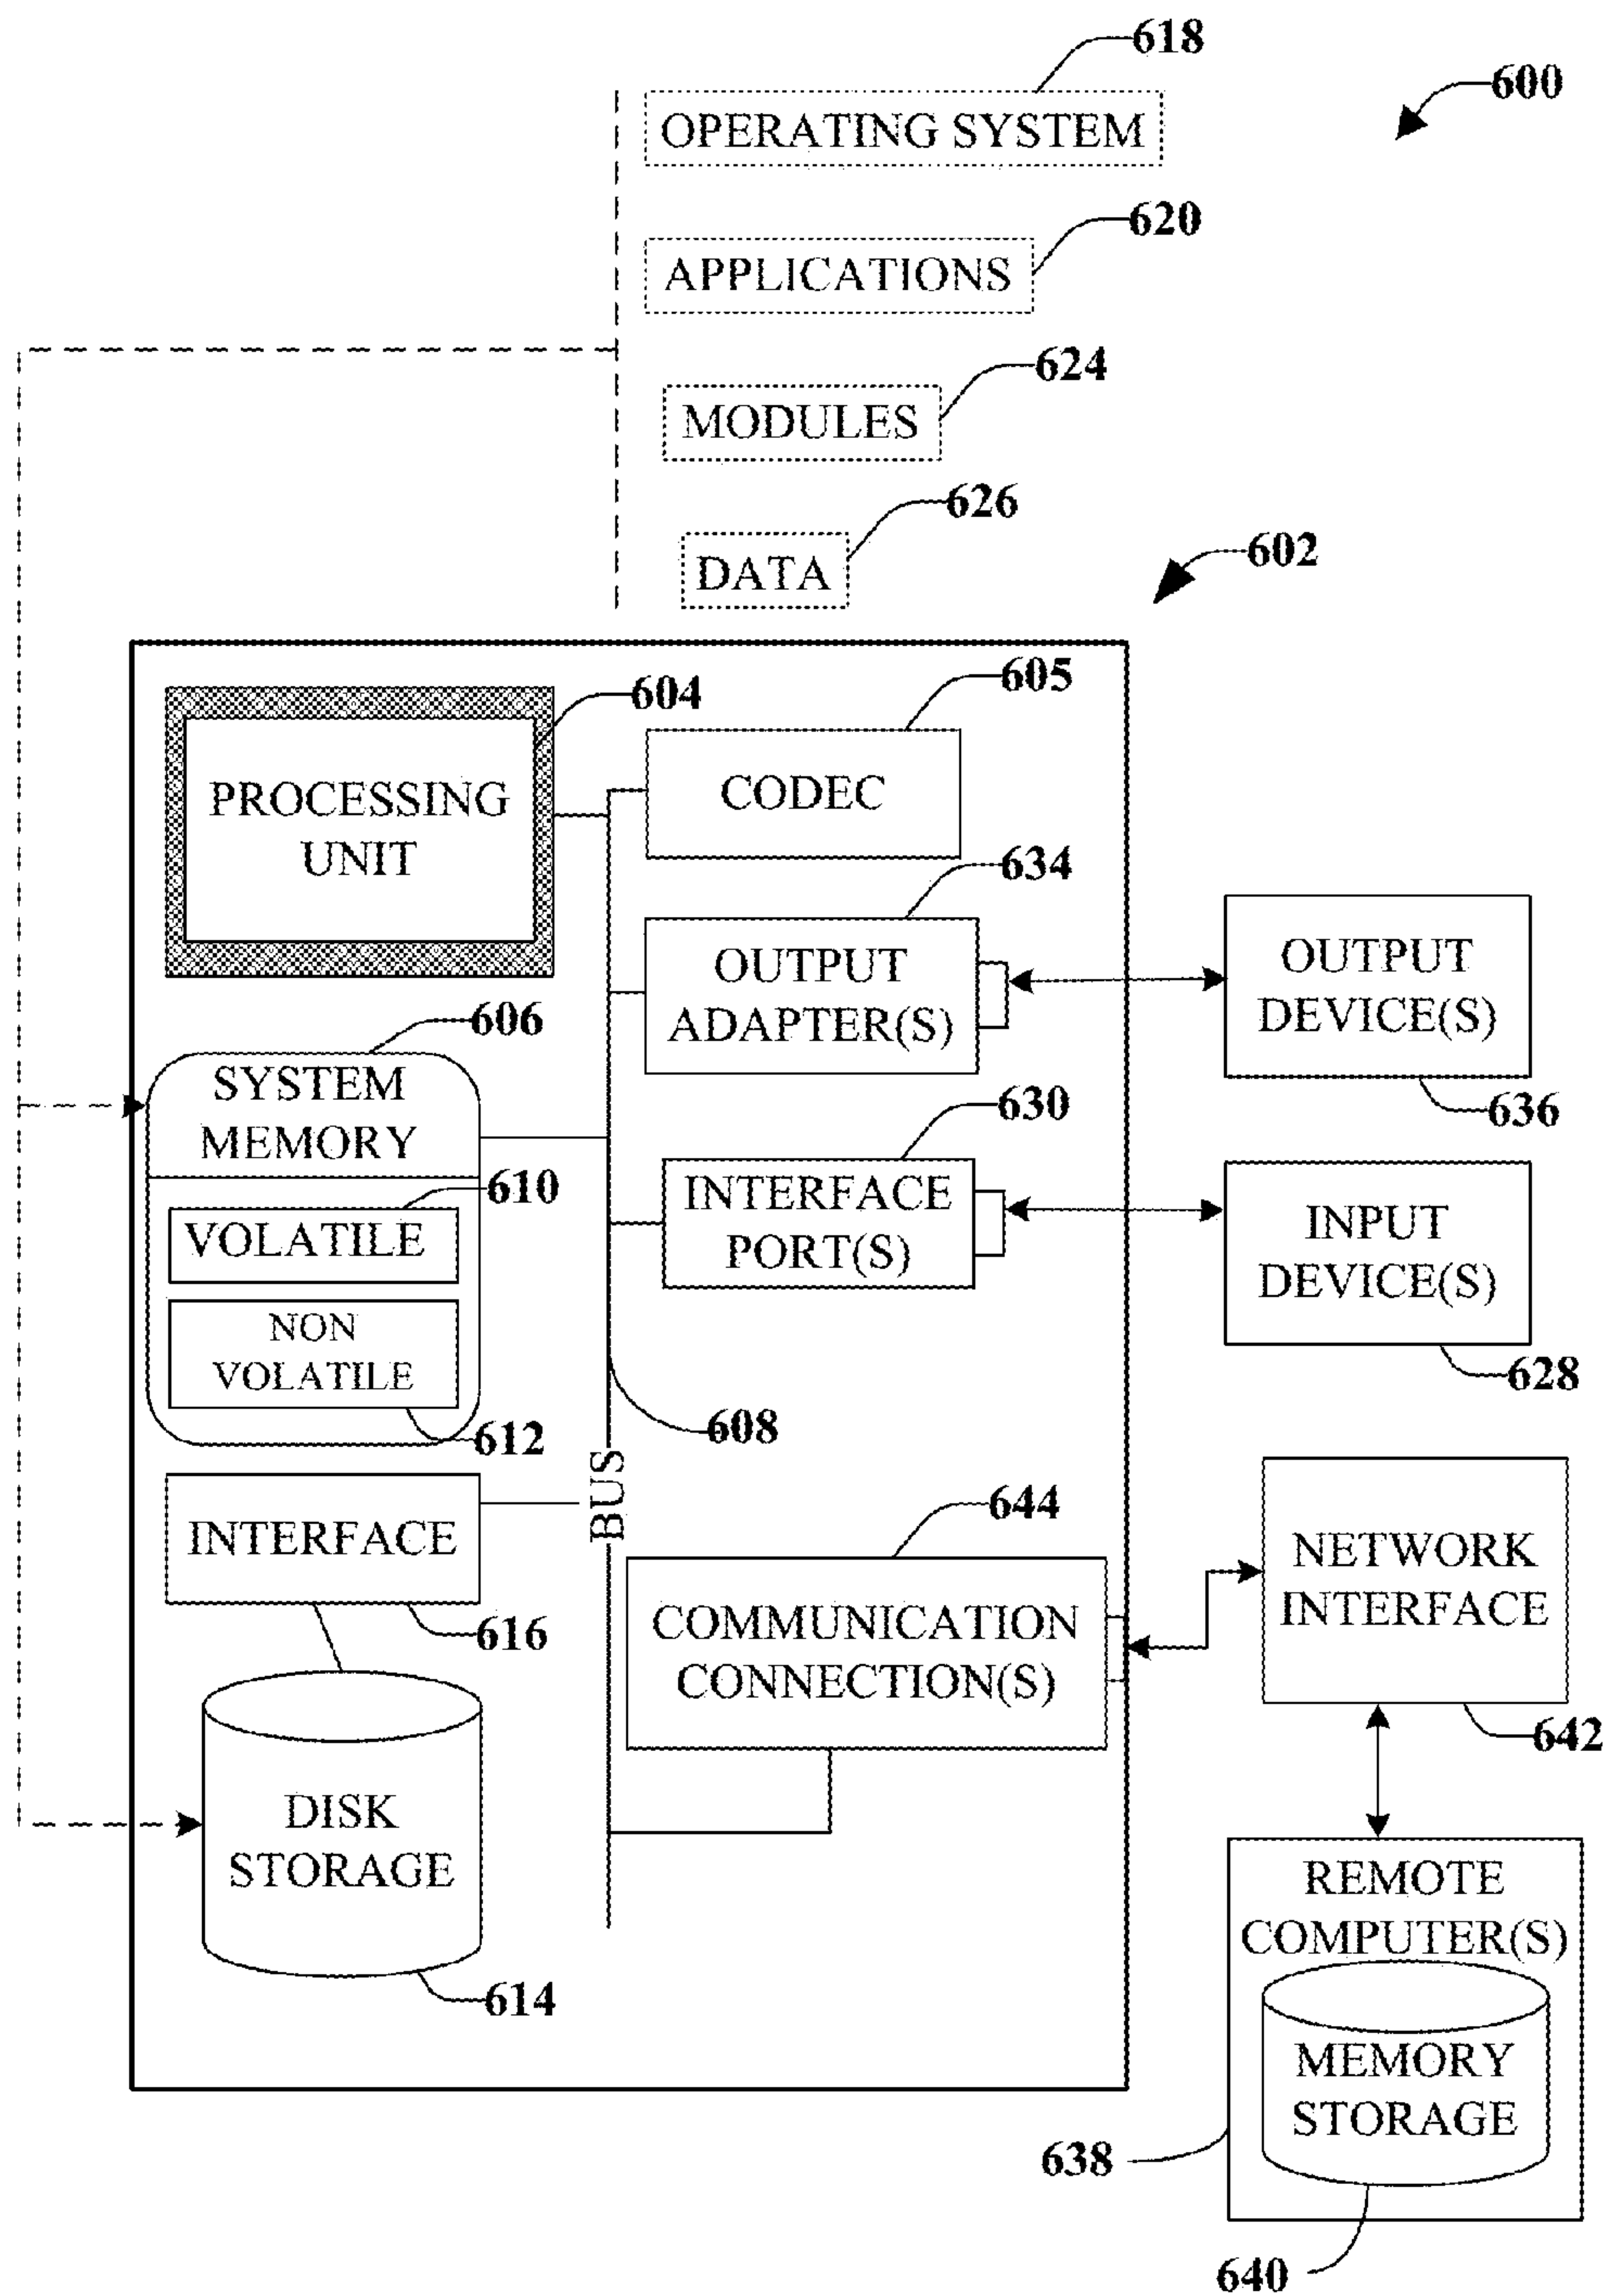 618
600
OPERATING SYSTEM
620
APPLICATIONS
624
MODULES
626
602
DATA
604
605
PROCESSING
UNIT
CODEC
634
OUTPUT
ADAPTER(S)
OUTPUT
DEVICE(S)
636
606
SYSTEM
MEMORY
630
610
INTERFACE
PORT(S)
INPUT
DEVICE(S)
628
VOLATILE
NON
VOLATILE
612
608
BUS
INTERFACE
616
644
COMMUNICATION
CONNECTION(S)
NETWORK
INTERFACE
642
DISK
STORAGE
614
REMOTE
COMPUTER(S)
MEMORY
STORAGE
638
640